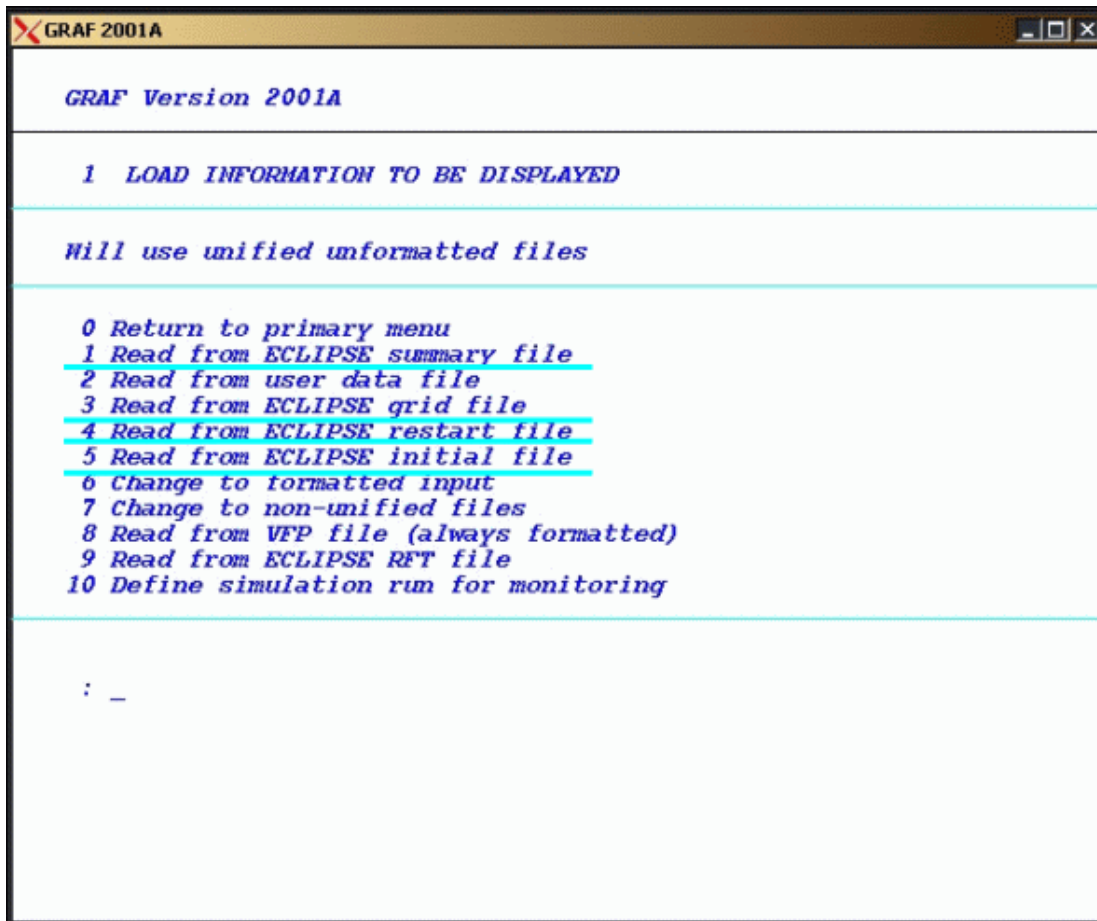 GRAF 2001A
GRAF Version 2001A
1 LOAD INFORMATION TO BE DISPLAYED
Will use unified unformatted files
0 Return to primary menu
1 Read from ECLIPSE summary file
2 Read from user data file
3 Read from ECLIPSE grid file
4 Read from ECLIPSE restart file
5 Read from ECLIPSE initial file
6 Change to formatted input
7 Change to non-unified files
8 Read from VFP file (always formatted)
9 Read from ECLIPSE RFT file
10 Define simulation run for monitoring
: _